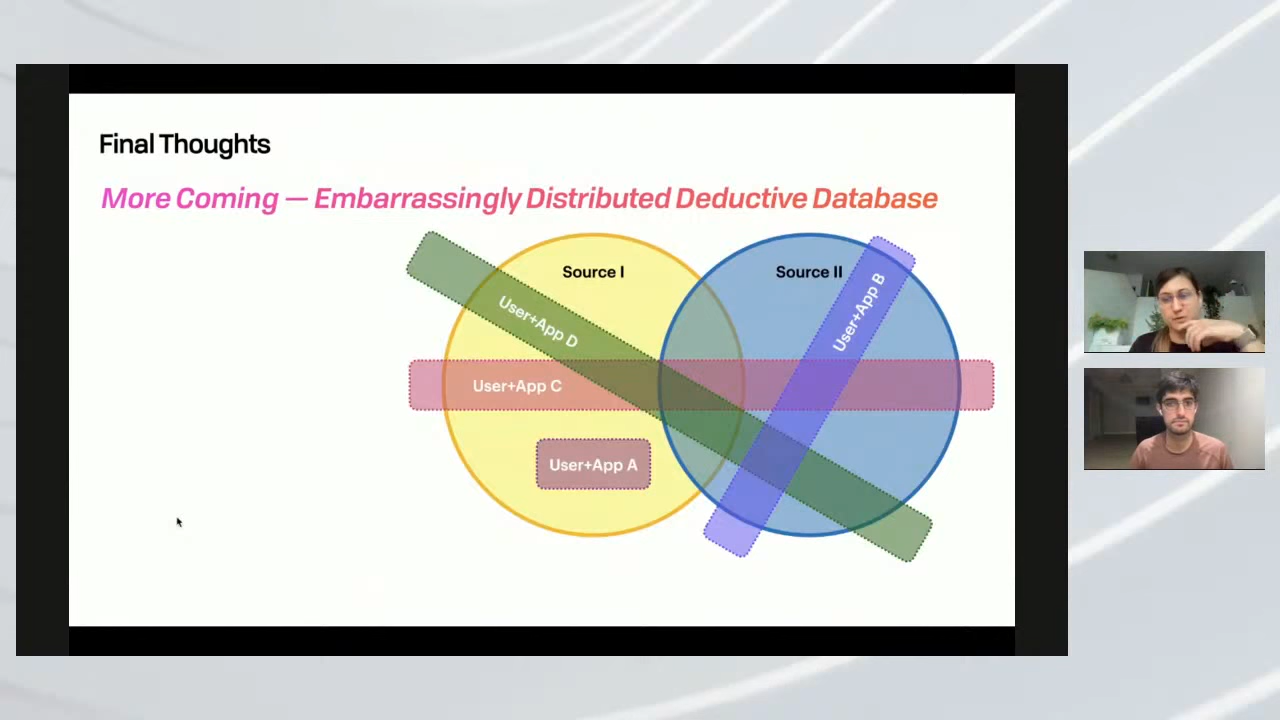 Final Thoughts
More Coming — Embarrassingly Distributed Deductive Database
Source I
Source II
User+App B
User+App D
User+App C
User+App A